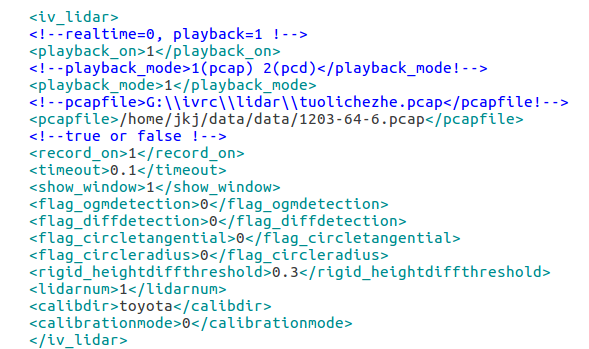 <iv_lidar>
<!--realtime=0, playback=1 !-->
<playback_on>1</playback_on>
<!--playback_mode>1(pcap) 2(pcd)</playback_mode!-->
<playback_mode>1</playback_mode>
<!--pcapfile>G:\\ivrc\\lidar\\tuolichezhe.pcap</pcapfile!-->
<pcapfile>/home/jkj/data/data/1203-64-6.pcap</pcapfile>
<!--true or false !-->
<record_on>1</record_on>
<timeout>0.1</timeout>
<show_window>1</show_window>
<flag_ogmdetection>0</flag_ogmdetection>
<flag_diffdetection>0</flag_diffdetection>
<flag_circletangential>0</flag_circletangential>
<flag_circleradius>0</flag_circleradius>
<rigid_heightdiffthreshold>0.3</rigid_heightdiffthreshold>
<lidarnum>1</lidarnum>
<calibdir>toyota</calibdir>
<calibrationmode>0</calibrationmode>
</iv_lidar>